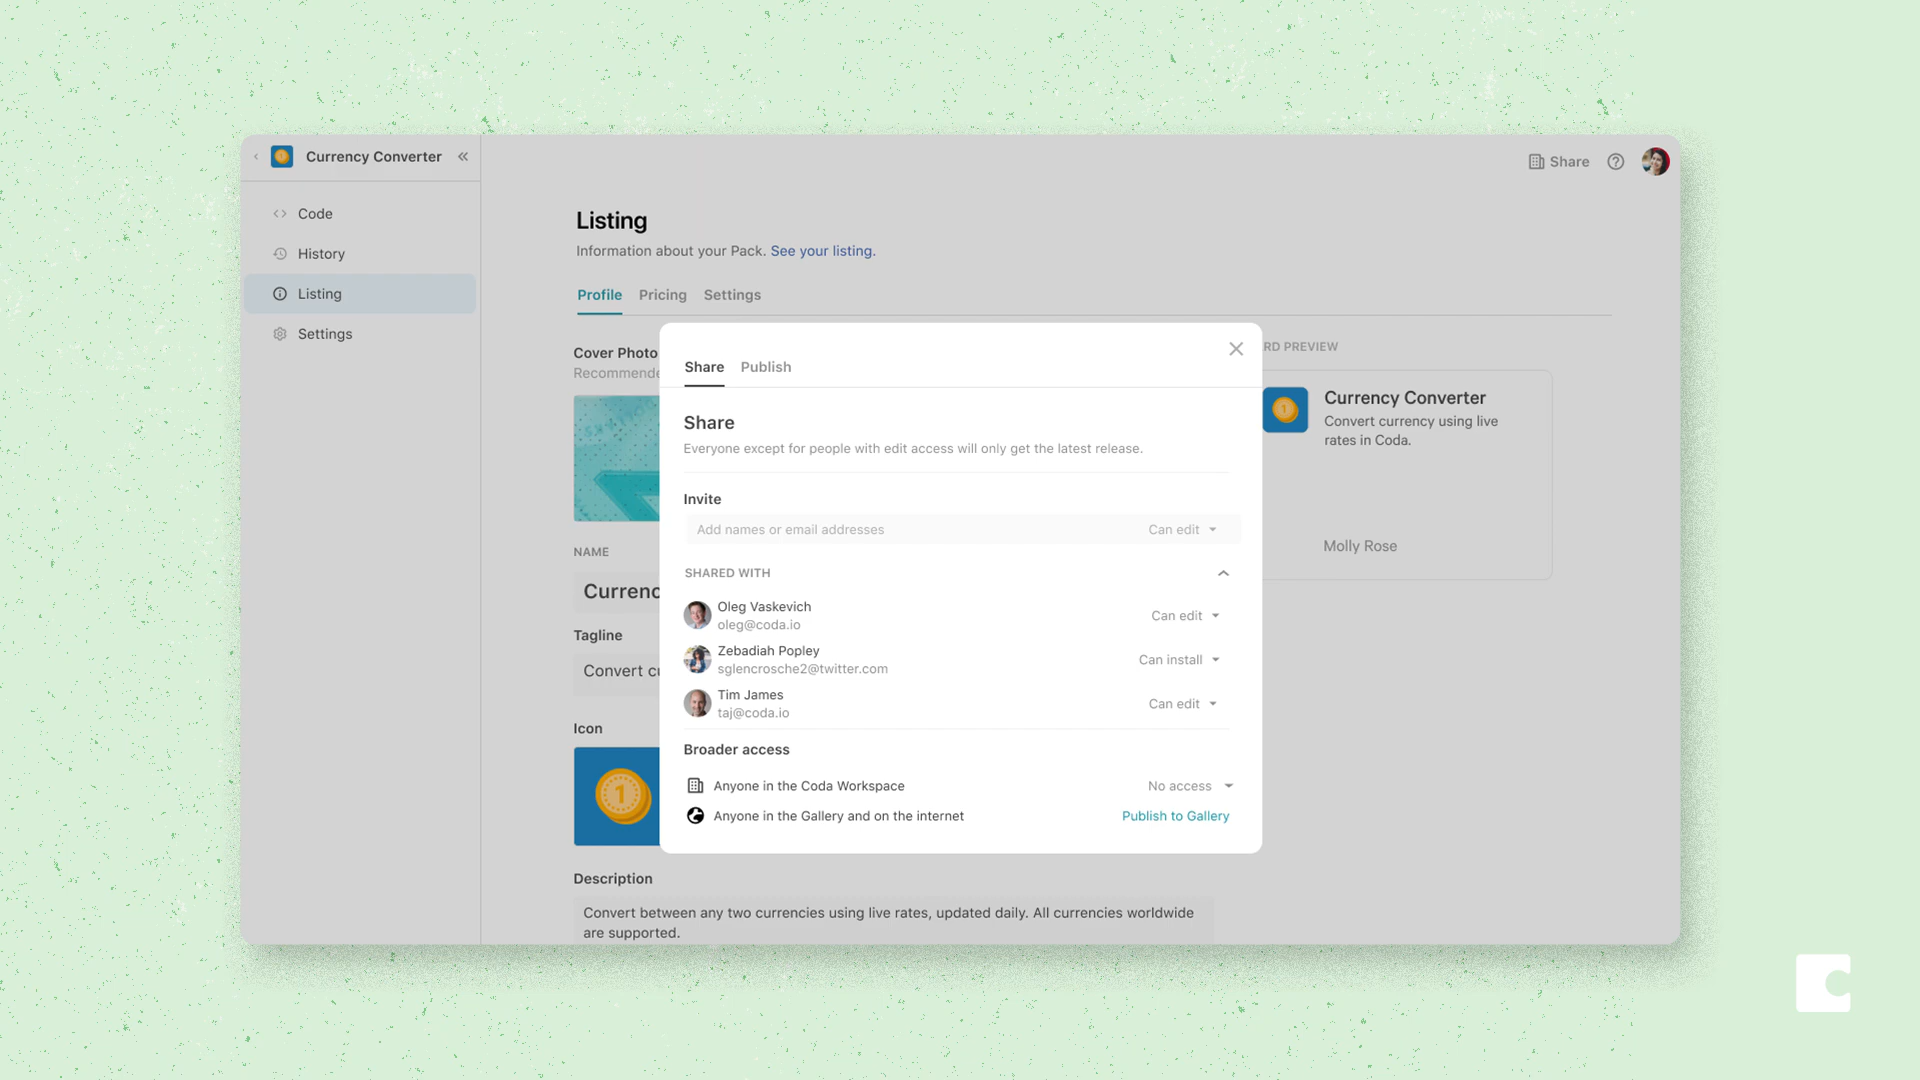 Currency Converter
Share
Code
History
Listing
Settings
Listing
Information about your Pack. See your listing.
Profile Pricing Settings
Cover Photo
RD PREVIEW
Currency Converter
Convert currency using live
rates in Coda.
Molly Rose
NAME
Tagline
Convert
Icon
1
Description
Convert between any two currencies using live rates, updated daily. All currencies worldwide
are supported.
Share Publish
Share
Everyone except for people with edit access will only get the latest release.
Invite
Add names or email addresses Can edit
SHARED WITH
Oleg Vaskevich
oleg@coda.io
Can edit
Zebadiah Popley
sglencrosche2@twitter.com
Can install
Tim James
taj@coda.io
Can edit
Broader access
Anyone in the Coda Workspace No access
Anyone in the Gallery and on the internet Publish to Gallery